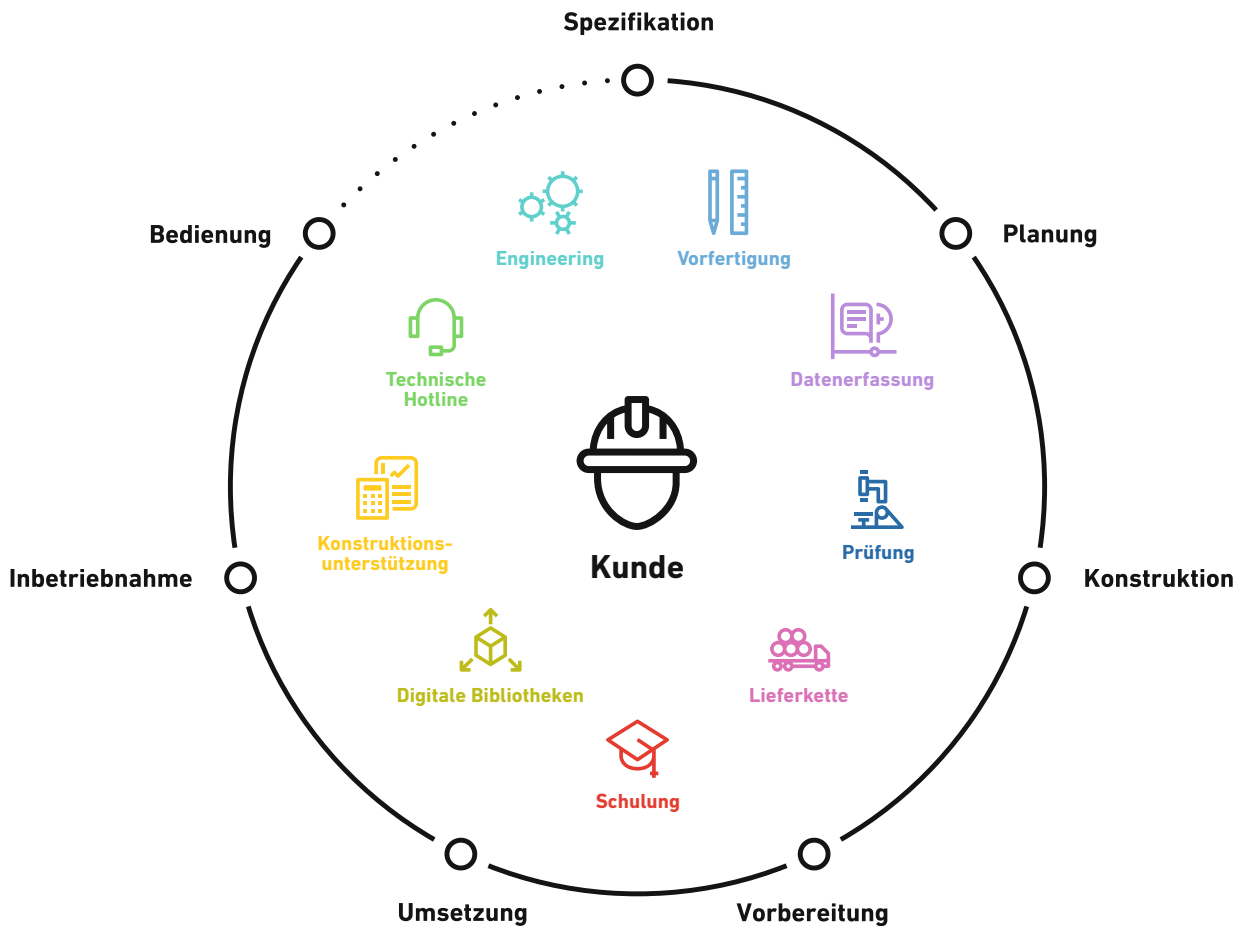 Spezifikation
Bedienung
Planung
Engineering
Vorfertigung
Technische
Hotline
Datenerfassung
Konstruktions-
unterstützung
Kunde
Prüfung
Inbetriebnahme
Konstruktion
Digitale Bibliotheken
Lieferkette
Schulung
Umsetzung
Vorbereitung